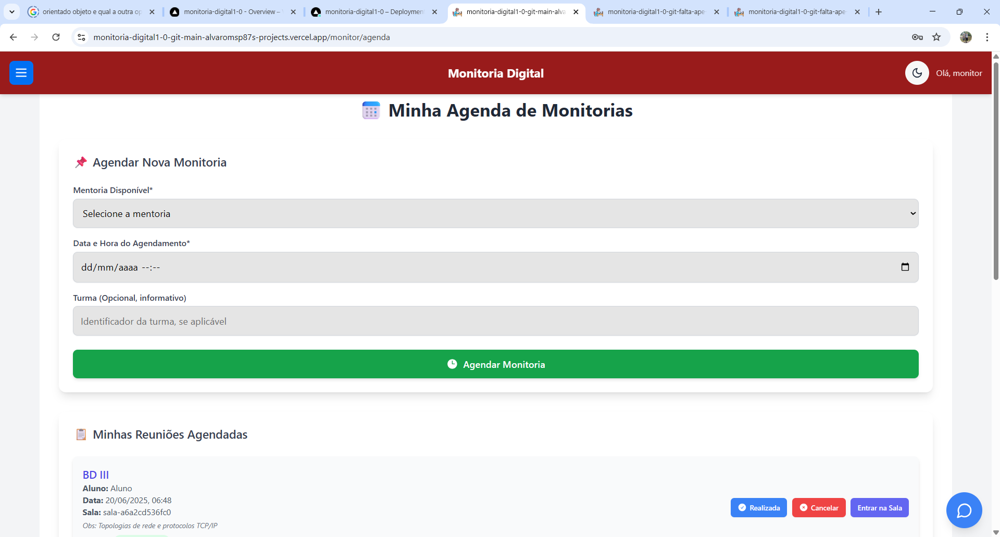 orientado objeto e qual a outra op
monitoria-digital1-0 - Overview –
monitoria-digital1-0 – Deploymen
monitoria-digital1-0-git-main-alva
monitoria-digital1-0-git-falta-ape
monitoria-digital1-0-git-falta-ape
monitoria-digital1-0-git-main-alvaromsp87s-projects.vercel.app/monitor/agenda
Monitoria Digital
Olá, monitor
Minha Agenda de Monitorias
Agendar Nova Monitoria
Mentoria Disponível*
Selecione a mentoria
Data e Hora do Agendamento*
dd/mm/aaaa --:--
Turma (Opcional, informativo)
Identificador da turma, se aplicável
Agendar Monitoria
Minhas Reuniões Agendadas
BD III
Aluno: Aluno
Data: 20/06/2025, 06:48
Sala: sala-a6a2cd536fc0
Obs: Topologias de rede e protocolos TCP/IP
Realizada
Cancelar
Entrar na Sala